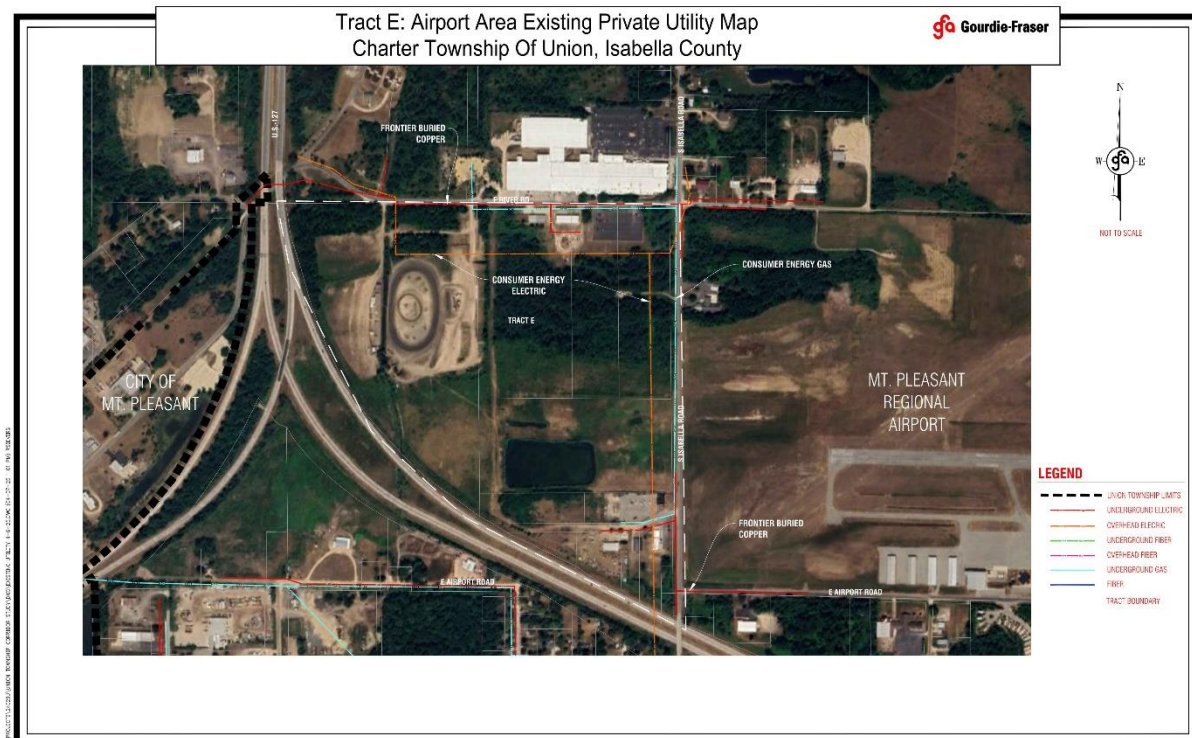 Tract E: Airport Area Existing Private Utility Map
Charter Township Of Union, Isabella County
gfa Gourdie-Fraser
N
W
gfa
E
NOT TO SCALE
U.S.-127
FRONTIER BURIED
COPPER
S ISABELLA ROAD
E RIVER RD
CONSUMER ENERGY
ELECTRIC
CONSUMER ENERGY GAS
TRACT E
CITY OF
MT. PLEASANT
MT. PLEASANT
REGIONAL
AIRPORT
S ISABELLA ROAD
FRONTIER BURIED
COPPER
E AIRPORT ROAD
E AIRPORT ROAD
LEGEND
UNION TOWNSHIP LIMITS
UNDERGROUND ELECTRIC
OVERHEAD ELECTRIC
UNDERGROUND FIBER
OVERHEAD FIBER
UNDERGROUND GAS
FIBER
TRACT BOUNDARY